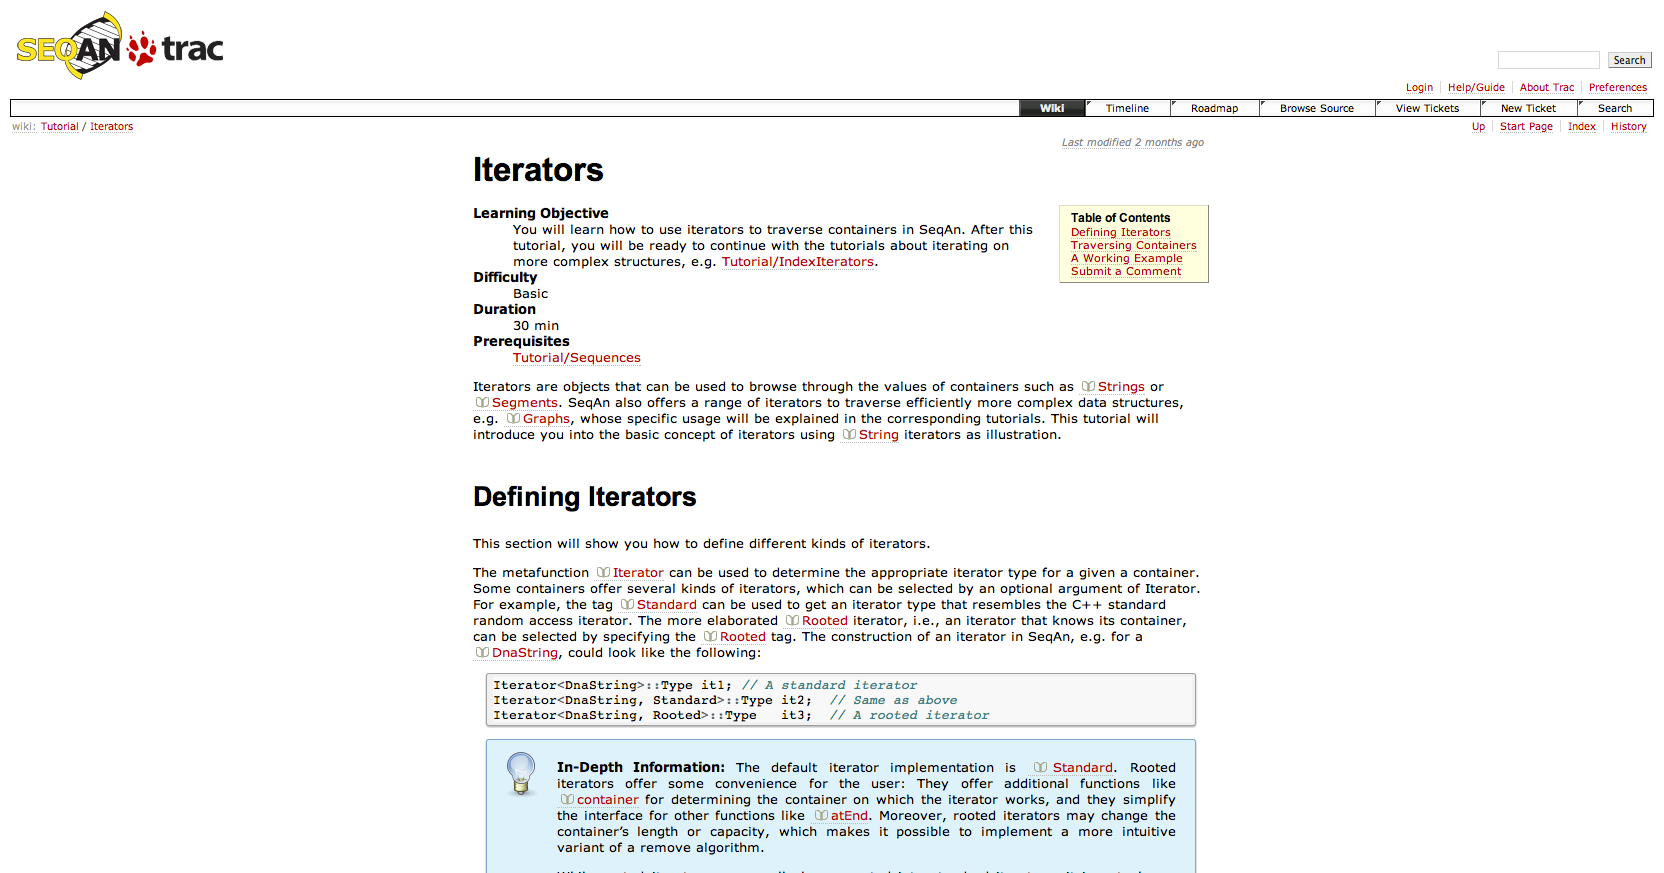 SEQAN trac
Search
Login Help/Guide About Trac Preferences
Wiki Timeline Roadmap Browse Source View Tickets New Ticket Search
wiki: Tutorial / Iterators
Up Start Page Index History
Last modified 2 months ago
Iterators
Learning Objective
You will learn how to use iterators to traverse containers in SeqAn. After this
tutorial, you will be ready to continue with the tutorials about iterating on
more complex structures, e.g. Tutorial/IndexIterators.
Difficulty
Basic
Duration
30 min
Prerequisites
Tutorial/Sequences
Table of Contents
Defining Iterators
Traversing Containers
A Working Example
Submit a Comment
Iterators are objects that can be used to browse through the values of containers such as Strings or
Segments. SeqAn also offers a range of iterators to traverse efficiently more complex data structures,
e.g. Graphs, whose specific usage will be explained in the corresponding tutorials. This tutorial will
introduce you into the basic concept of iterators using String iterators as illustration.
Defining Iterators
This section will show you how to define different kinds of iterators.
The metafunction Iterator can be used to determine the appropriate iterator type for a given a container.
Some containers offer several kinds of iterators, which can be selected by an optional argument of Iterator.
For example, the tag Standard can be used to get an iterator type that resembles the C++ standard
random access iterator. The more elaborated Rooted iterator, i.e., an iterator that knows its container,
can be selected by specifying the Rooted tag. The construction of an iterator in SeqAn, e.g. for a
DnaString, could look like the following:
Iterator<DnaString>::Type it1; // A standard iterator
Iterator<DnaString, Standard>::Type it2;  // Same as above
Iterator<DnaString, Rooted>::Type   it3;  // A rooted iterator
In-Depth Information: The default iterator implementation is Standard. Rooted
iterators offer some convenience for the user: They offer additional functions like
container for determining the container on which the iterator works, and they simplify
the interface for other functions like atEnd. Moreover, rooted iterators may change the
container's length or capacity, which makes it possible to implement a more intuitive
variant of a remove algorithm.